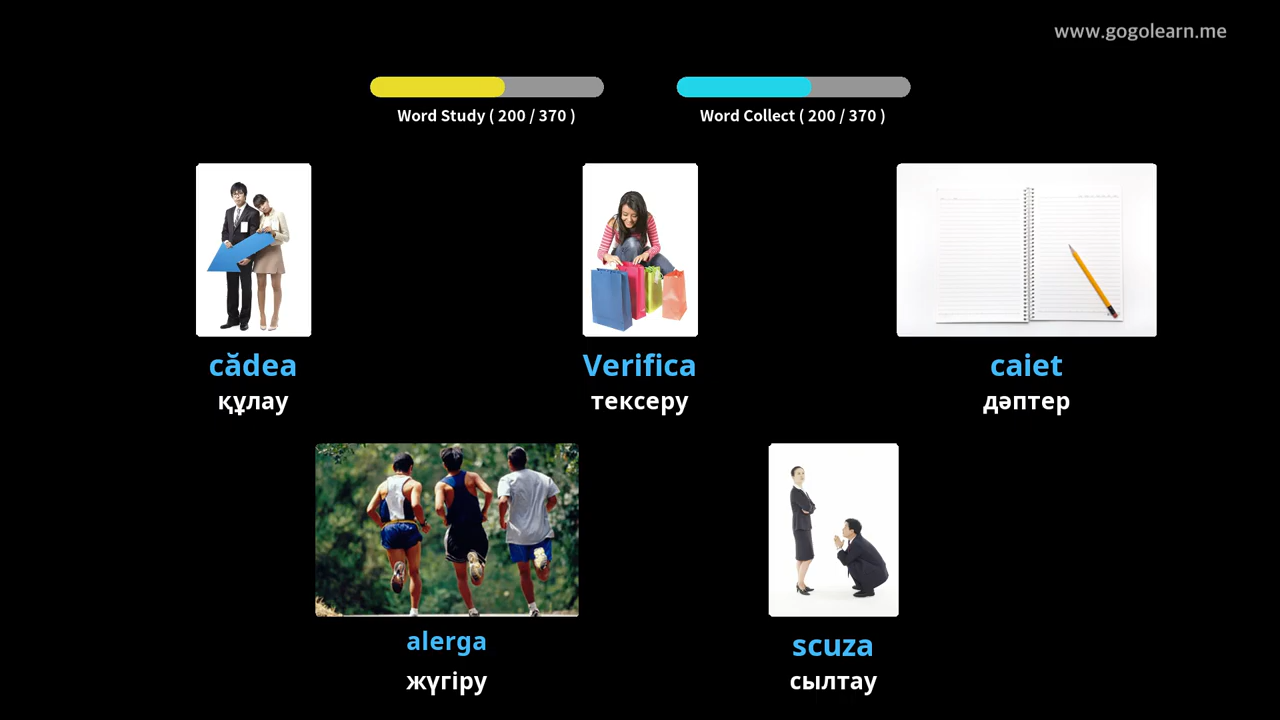 www.gogolearn.me
Word Study ( 200 / 370 )
Word Collect ( 200 / 370 )
cădea
құлау
Verifica
тексеру
caiet
дәптер
alerga
жүгіру
scuza
сылтау